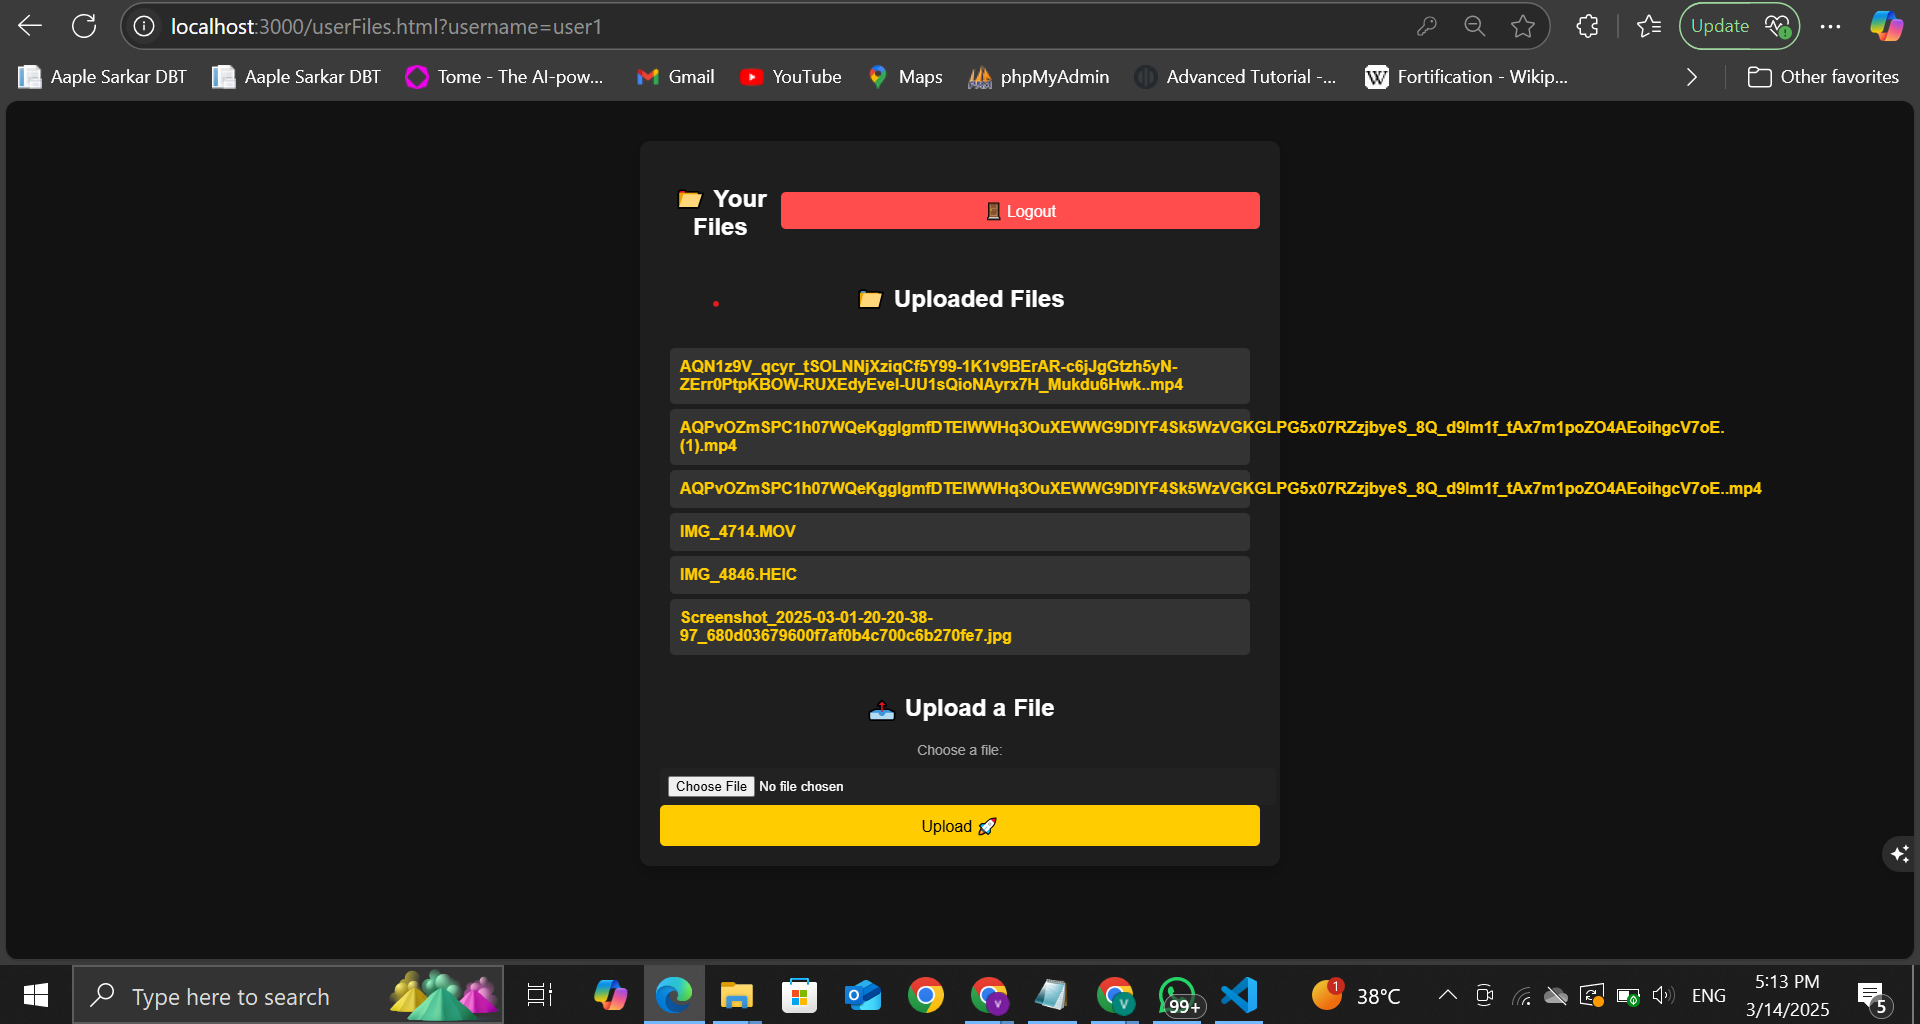 localhost:3000/userFiles.html?username=user1
Update
Aaple Sarkar DBT
Aaple Sarkar DBT
Tome - The AI-pow...
Gmail
YouTube
Maps
phpMyAdmin
Advanced Tutorial -...
W
Fortification - Wikip...
Other favorites
Your
Files
Logout
Uploaded Files
AQN1z9V_qcyr_tSOLNNjXziqCf5Y99-1K1v9BErAR-c6jJgGtzh5yN-
ZErr0PtpKBOW-RUXEdyEvel-UU1sQioNAyrx7H_Mukdu6Hwk..mp4
AQPvOZmSPC1h07WQeKgglgmfDTEIWWHq3OuXEWWG9DIYF4Sk5WzVGKGLPG5x07RZzjbyeS_8Q_d9lm1f_tAx7m1poZO4AEoihgcV7oE.
(1).mp4
AQPvOZmSPC1h07WQeKgglgmfDTEIWWHq3OuXEWWG9DIYF4Sk5WzVGKGLPG5x07RZzjbyeS_8Q_d9lm1f_tAx7m1poZO4AEoihgcV7oE..mp4
IMG_4714.MOV
IMG_4846.HEIC
Screenshot_2025-03-01-20-20-38-
97_680d03679600f7af0b4c700c6b270fe7.jpg
Upload a File
Choose a file:
Choose File No file chosen
Upload
Type here to search
V
V
99+
1
38°C
ENG
5:13 PM
3/14/2025
5